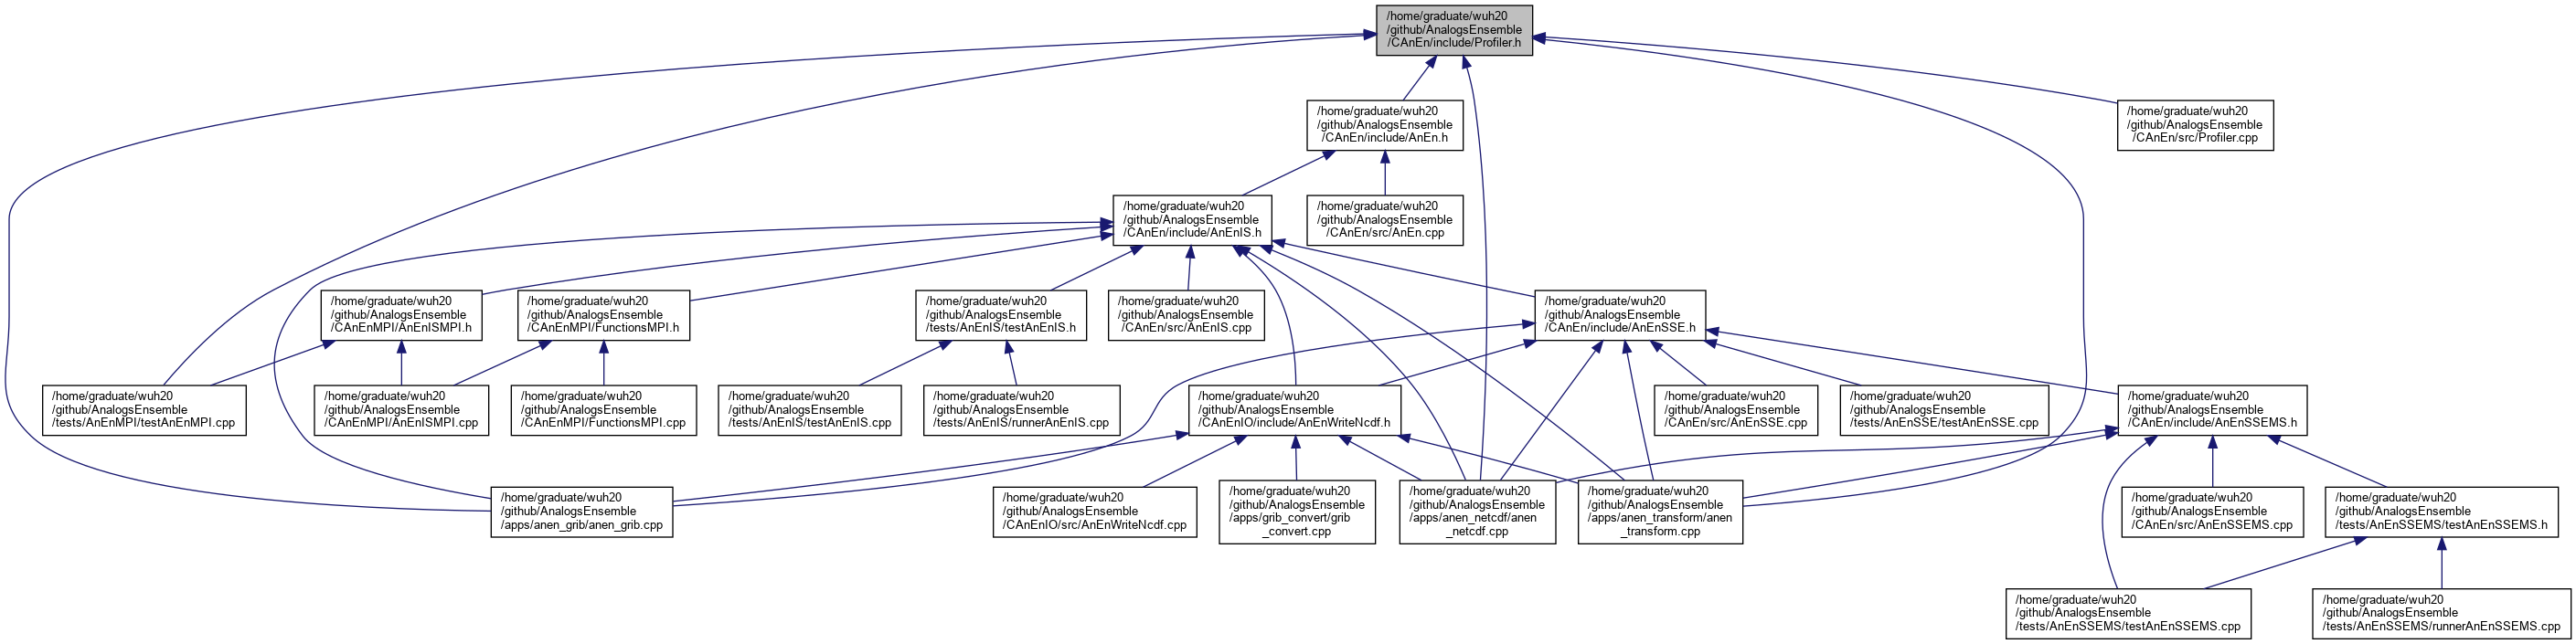 /home/graduate/wuh20
/github/AnalogsEnsemble
/CAnEn/include/Profiler.h
/home/graduate/wuh20
/github/AnalogsEnsemble
/CAnEn/include/AnEn.h
/home/graduate/wuh20
/github/AnalogsEnsemble
/CAnEn/src/Profiler.cpp
/home/graduate/wuh20
/github/AnalogsEnsemble
/CAnEn/include/AnEnIS.h
/home/graduate/wuh20
/github/AnalogsEnsemble
/CAnEn/src/AnEn.cpp
/home/graduate/wuh20
/github/AnalogsEnsemble
/CAnEnMPI/AnEnISMPI.h
/home/graduate/wuh20
/github/AnalogsEnsemble
/CAnEnMPI/FunctionsMPI.h
/home/graduate/wuh20
/github/AnalogsEnsemble
/tests/AnEnIS/testAnEnIS.h
/home/graduate/wuh20
/github/AnalogsEnsemble
/CAnEn/src/AnEnIS.cpp
/home/graduate/wuh20
/github/AnalogsEnsemble
/CAnEn/include/AnEnSSE.h
/home/graduate/wuh20
/github/AnalogsEnsemble
/tests/AnEnMPI/testAnEnMPI.cpp
/home/graduate/wuh20
/github/AnalogsEnsemble
/CAnEnMPI/AnEnISMPI.cpp
/home/graduate/wuh20
/github/AnalogsEnsemble
/CAnEnMPI/FunctionsMPI.cpp
/home/graduate/wuh20
/github/AnalogsEnsemble
/tests/AnEnIS/testAnEnIS.cpp
/home/graduate/wuh20
/github/AnalogsEnsemble
/tests/AnEnIS/runnerAnEnIS.cpp
/home/graduate/wuh20
/github/AnalogsEnsemble
/CAnEnIO/include/AnEnWriteNcdf.h
/home/graduate/wuh20
/github/AnalogsEnsemble
/CAnEn/src/AnEnSSE.cpp
/home/graduate/wuh20
/github/AnalogsEnsemble
/tests/AnEnSSE/testAnEnSSE.cpp
/home/graduate/wuh20
/github/AnalogsEnsemble
/CAnEn/include/AnEnSSEMS.h
/home/graduate/wuh20
/github/AnalogsEnsemble
/apps/anen_grib/anen_grib.cpp
/home/graduate/wuh20
/github/AnalogsEnsemble
/CAnEnIO/src/AnEnWriteNcdf.cpp
/home/graduate/wuh20
/github/AnalogsEnsemble
/apps/grib_convert/grib
_convert.cpp
/home/graduate/wuh20
/github/AnalogsEnsemble
/apps/anen_netcdf/anen
_netcdf.cpp
/home/graduate/wuh20
/github/AnalogsEnsemble
/apps/anen_transform/anen
_transform.cpp
/home/graduate/wuh20
/github/AnalogsEnsemble
/CAnEn/src/AnEnSSEMS.cpp
/home/graduate/wuh20
/github/AnalogsEnsemble
/tests/AnEnSSEMS/testAnEnSSEMS.h
/home/graduate/wuh20
/github/AnalogsEnsemble
/tests/AnEnSSEMS/testAnEnSSEMS.cpp
/home/graduate/wuh20
/github/AnalogsEnsemble
/tests/AnEnSSEMS/runnerAnEnSSEMS.cpp